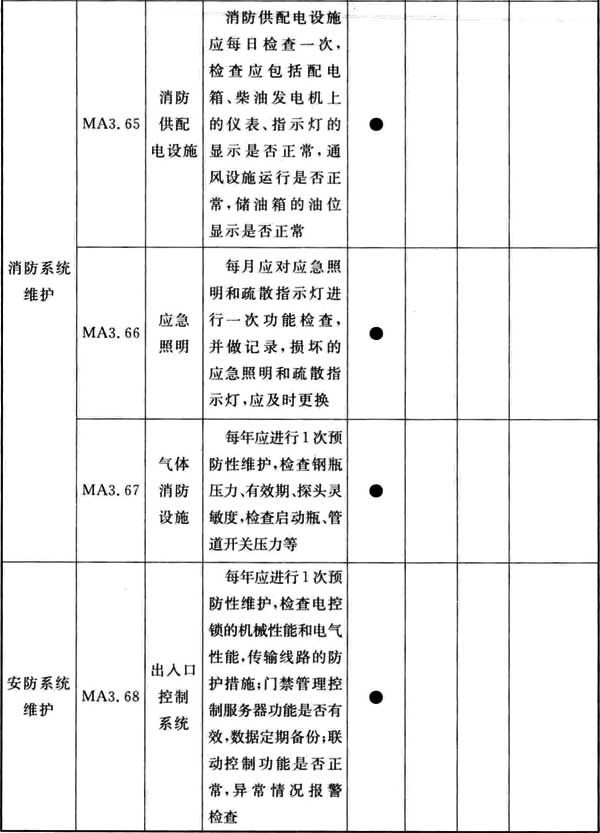 消防系统
维护
MA3.65
消防
供配
电设施
消防供配电设施
应每日检查一次，
检查应包括配电
箱、柴油发电机上
的仪表、指示灯的
显示是否正常，通
风设施运行是否正
常，储油箱的油位
显示是否正常
●
MA3.66
应急
照明
每月应对应急照
明和疏散指示灯进
行一次功能检查，
并做记录，损坏的
应急照明和疏散指
示灯，应及时更换
●
MA3.67
气体
消防
设施
每年应进行1次预
防性维护，检查钢瓶
压力、有效期、探头灵
敏度，检查启动瓶、管
道开关压力等
●
安防系统
维护
MA3.68
出入口
控制
系统
每年应进行1次预
防性维护，检查电控
锁的机械性能和电气
性能，传输线路的防
护措施；门禁管理控
制服务器功能是否有
效，数据定期备份；联
动控制功能是否正
常，异常情况报警
检查
●